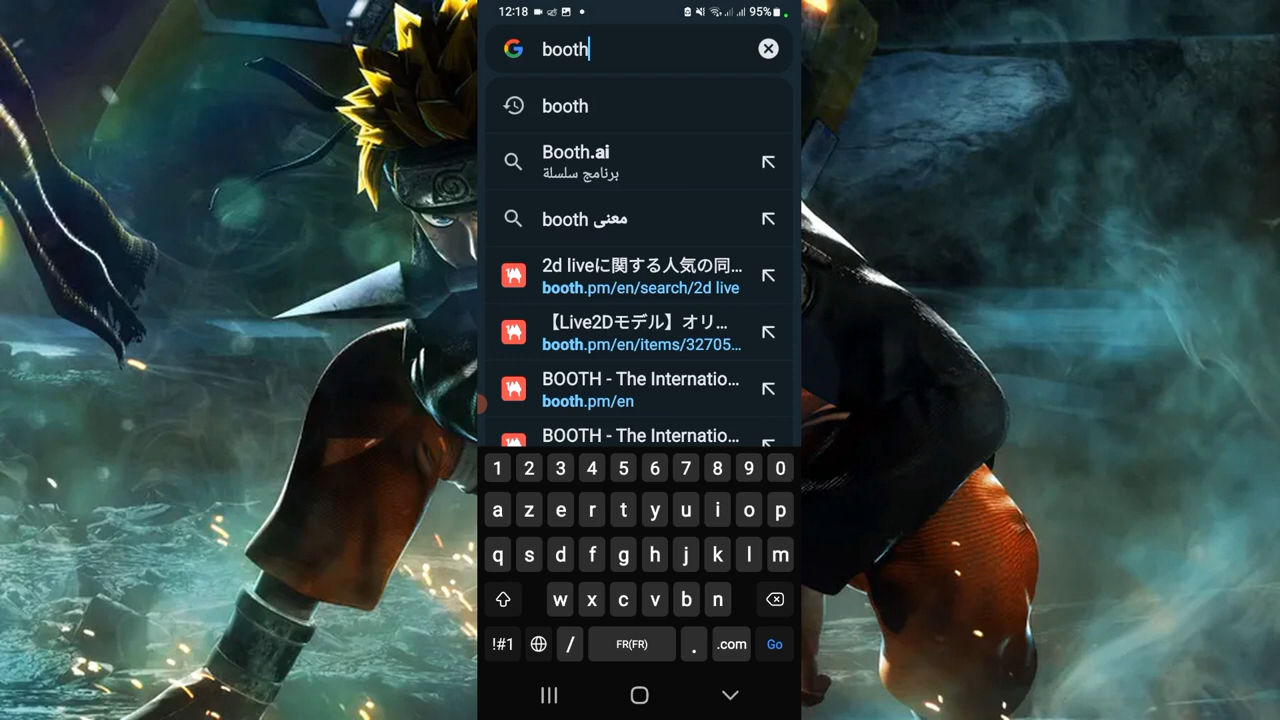 12:18
95%
booth
booth
Booth.ai
برنامج سلسلة
booth معنى
2d liveに関する人気の同...
booth.pm/en/search/2d live
【Live2Dモデル】オリ...
booth.pm/en/items/32705...
BOOTH - The Internatio...
booth.pm/en
BOOTH - The Internatio...
1 2 3 4 5 6 7 8 9 0
a z e r t y u i o p
q s d f g h j k l m
w x c v b n
!#1 / FR(FR) . .com Go